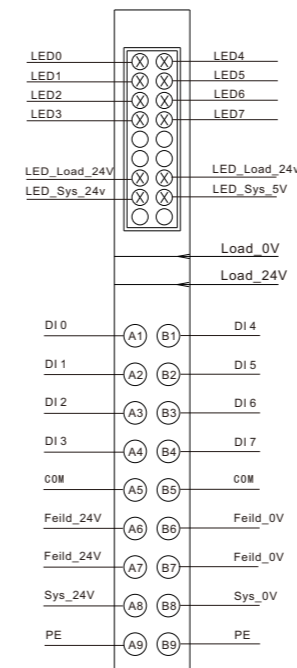 LED0 LED4
LED1 LED5
LED2 LED6
LED3 LED7
LED_Load_24V LED_Load_24v
LED_Sys_24v LED_Sys_5V
Load_0V
Load_24V
DI 0 A1 B1 DI 4
DI 1 A2 B2 DI 5
DI 2 A3 B3 DI 6
DI 3 A4 B4 DI 7
COM A5 B5 COM
Feild_24V A6 B6 Feild_0V
Feild_24V A7 B7 Feild_0V
Sys_24V A8 B8 Sys_0V
PE A9 B9 PE